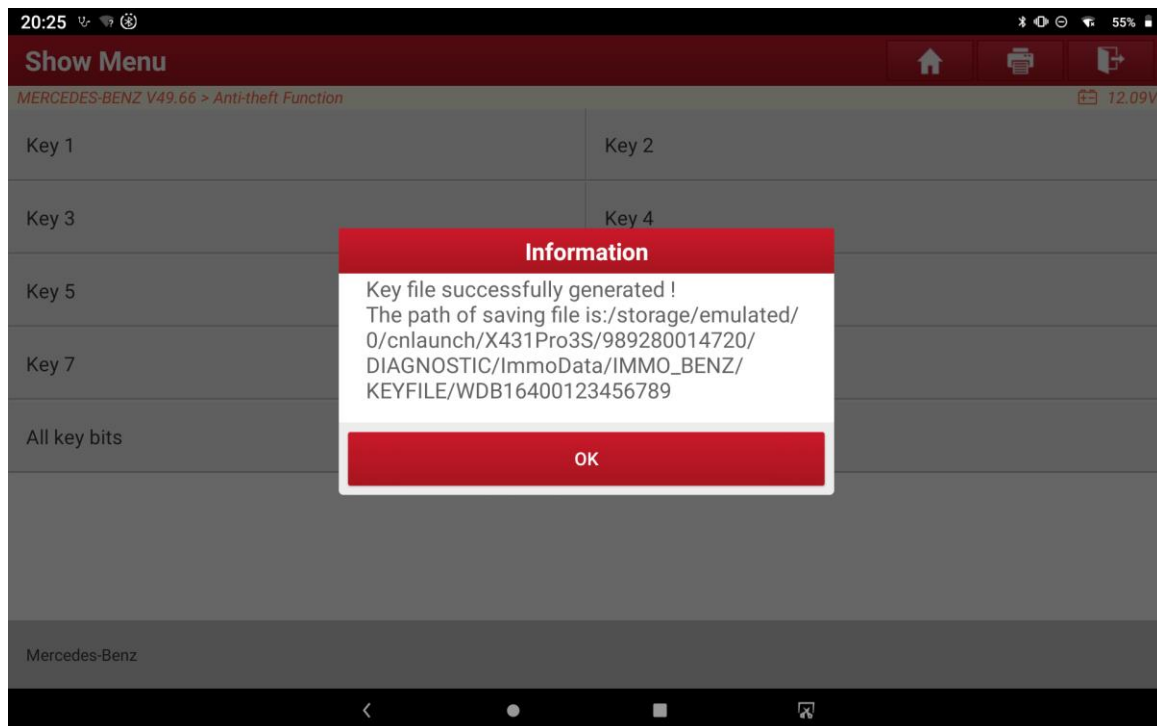 20:25
55%
Show Menu
MERCEDES-BENZ V49.66 > Anti-theft Function
12.09V
Key 1
Key 2
Key 3
Key 4
Information
Key file successfully generated !
The path of saving file is:/storage/emulated/
0/cnlaunch/X431Pro3S/989280014720/
DIAGNOSTIC/ImmoData/IMMO_BENZ/
KEYFILE/WDB16400123456789
OK
Key 5
Key 7
All key bits
Mercedes-Benz